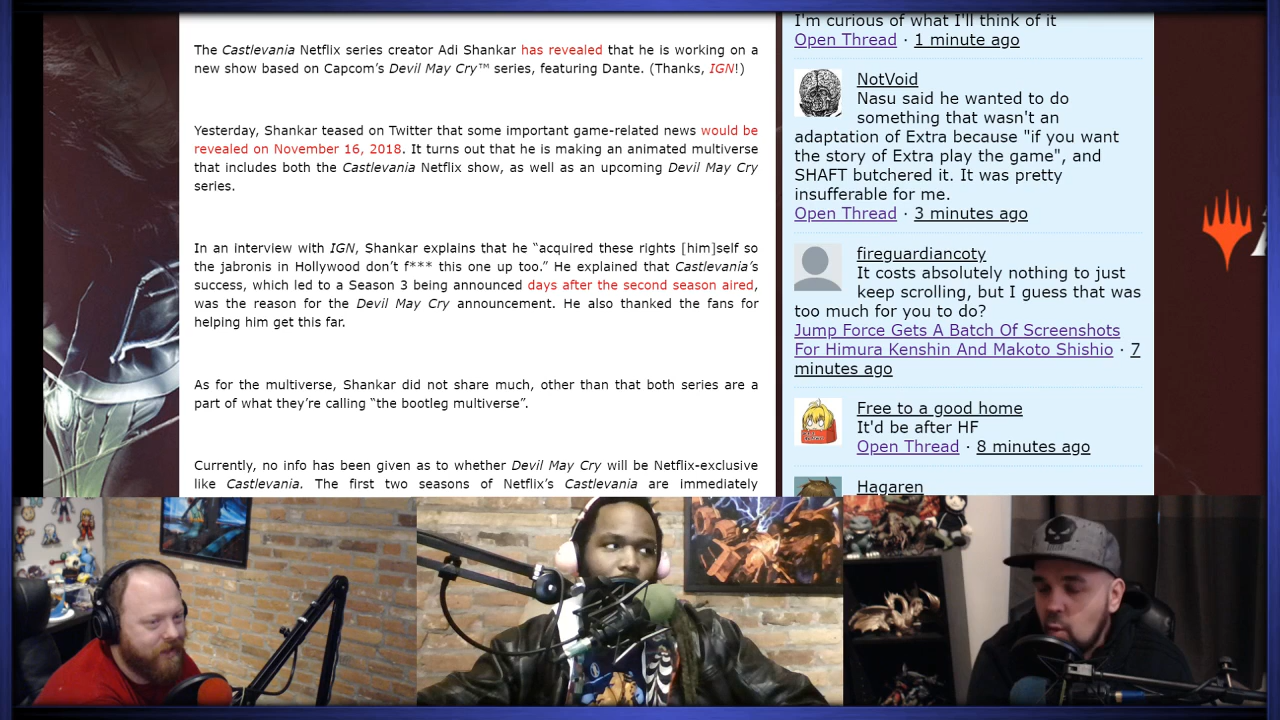 The Castlevania Netflix series creator Adi Shankar has revealed that he is working on a
new show based on Capcom’s Devil May Cry™ series, featuring Dante. (Thanks, IGN!)
Yesterday, Shankar teased on Twitter that some important game-related news would be
revealed on November 16, 2018. It turns out that he is making an animated multiverse
that includes both the Castlevania Netflix show, as well as an upcoming Devil May Cry
series.
In an interview with IGN, Shankar explains that he “acquired these rights [him]self so
the jabronis in Hollywood don’t f*** this one up too.” He explained that Castlevania’s
success, which led to a Season 3 being announced days after the second season aired,
was the reason for the Devil May Cry announcement. He also thanked the fans for
helping him get this far.
As for the multiverse, Shankar did not share much, other than that both series are a
part of what they’re calling “the bootleg multiverse”.
Currently, no info has been given as to whether Devil May Cry will be Netflix-exclusive
like Castlevania. The first two seasons of Netflix’s Castlevania are immediately
I'm curious of what I'll think of it
Open Thread · 1 minute ago
NotVoid
Nasu said he wanted to do
something that wasn't an
adaptation of Extra because "if you want
the story of Extra play the game", and
SHAFT butchered it. It was pretty
insufferable for me.
Open Thread · 3 minutes ago
fireguardiancoty
It costs absolutely nothing to just
keep scrolling, but I guess that was
too much for you to do?
Jump Force Gets A Batch Of Screenshots
For Himura Kenshin And Makoto Shishio · 7
minutes ago
Free to a good home
It'd be after HF
Open Thread · 8 minutes ago
Hagaren